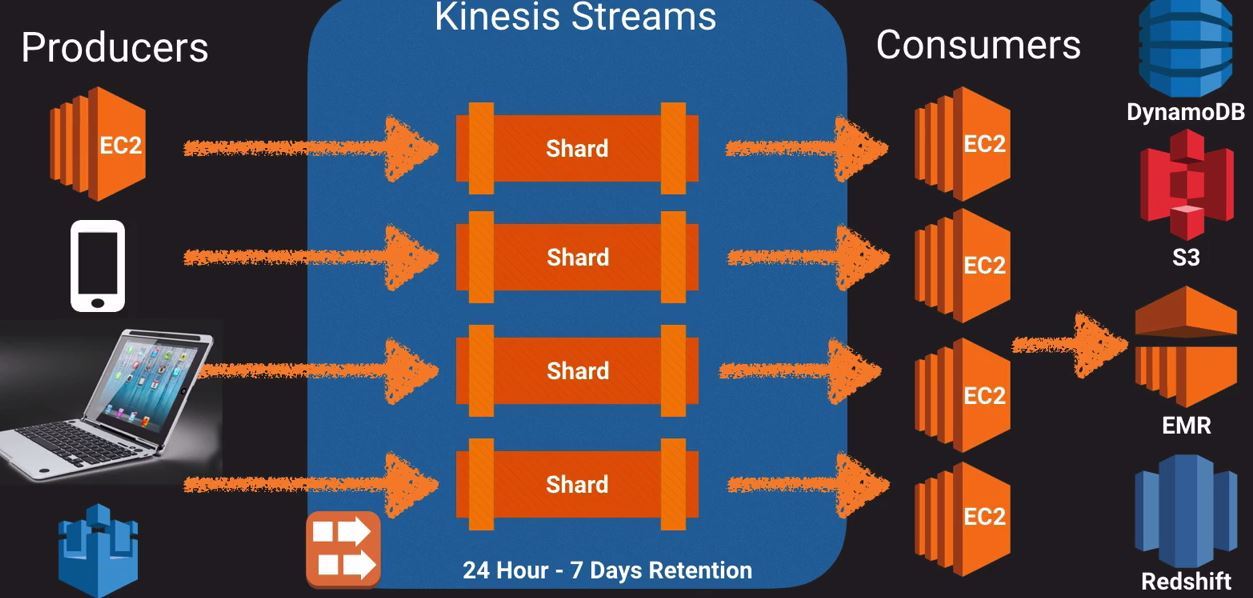 Producers
Kinesis Streams
Consumers
EC2
Shard
EC2
DynamoDB
Shard
EC2
S3
Shard
EC2
EMR
Shard
EC2
24 Hour - 7 Days Retention
Redshift